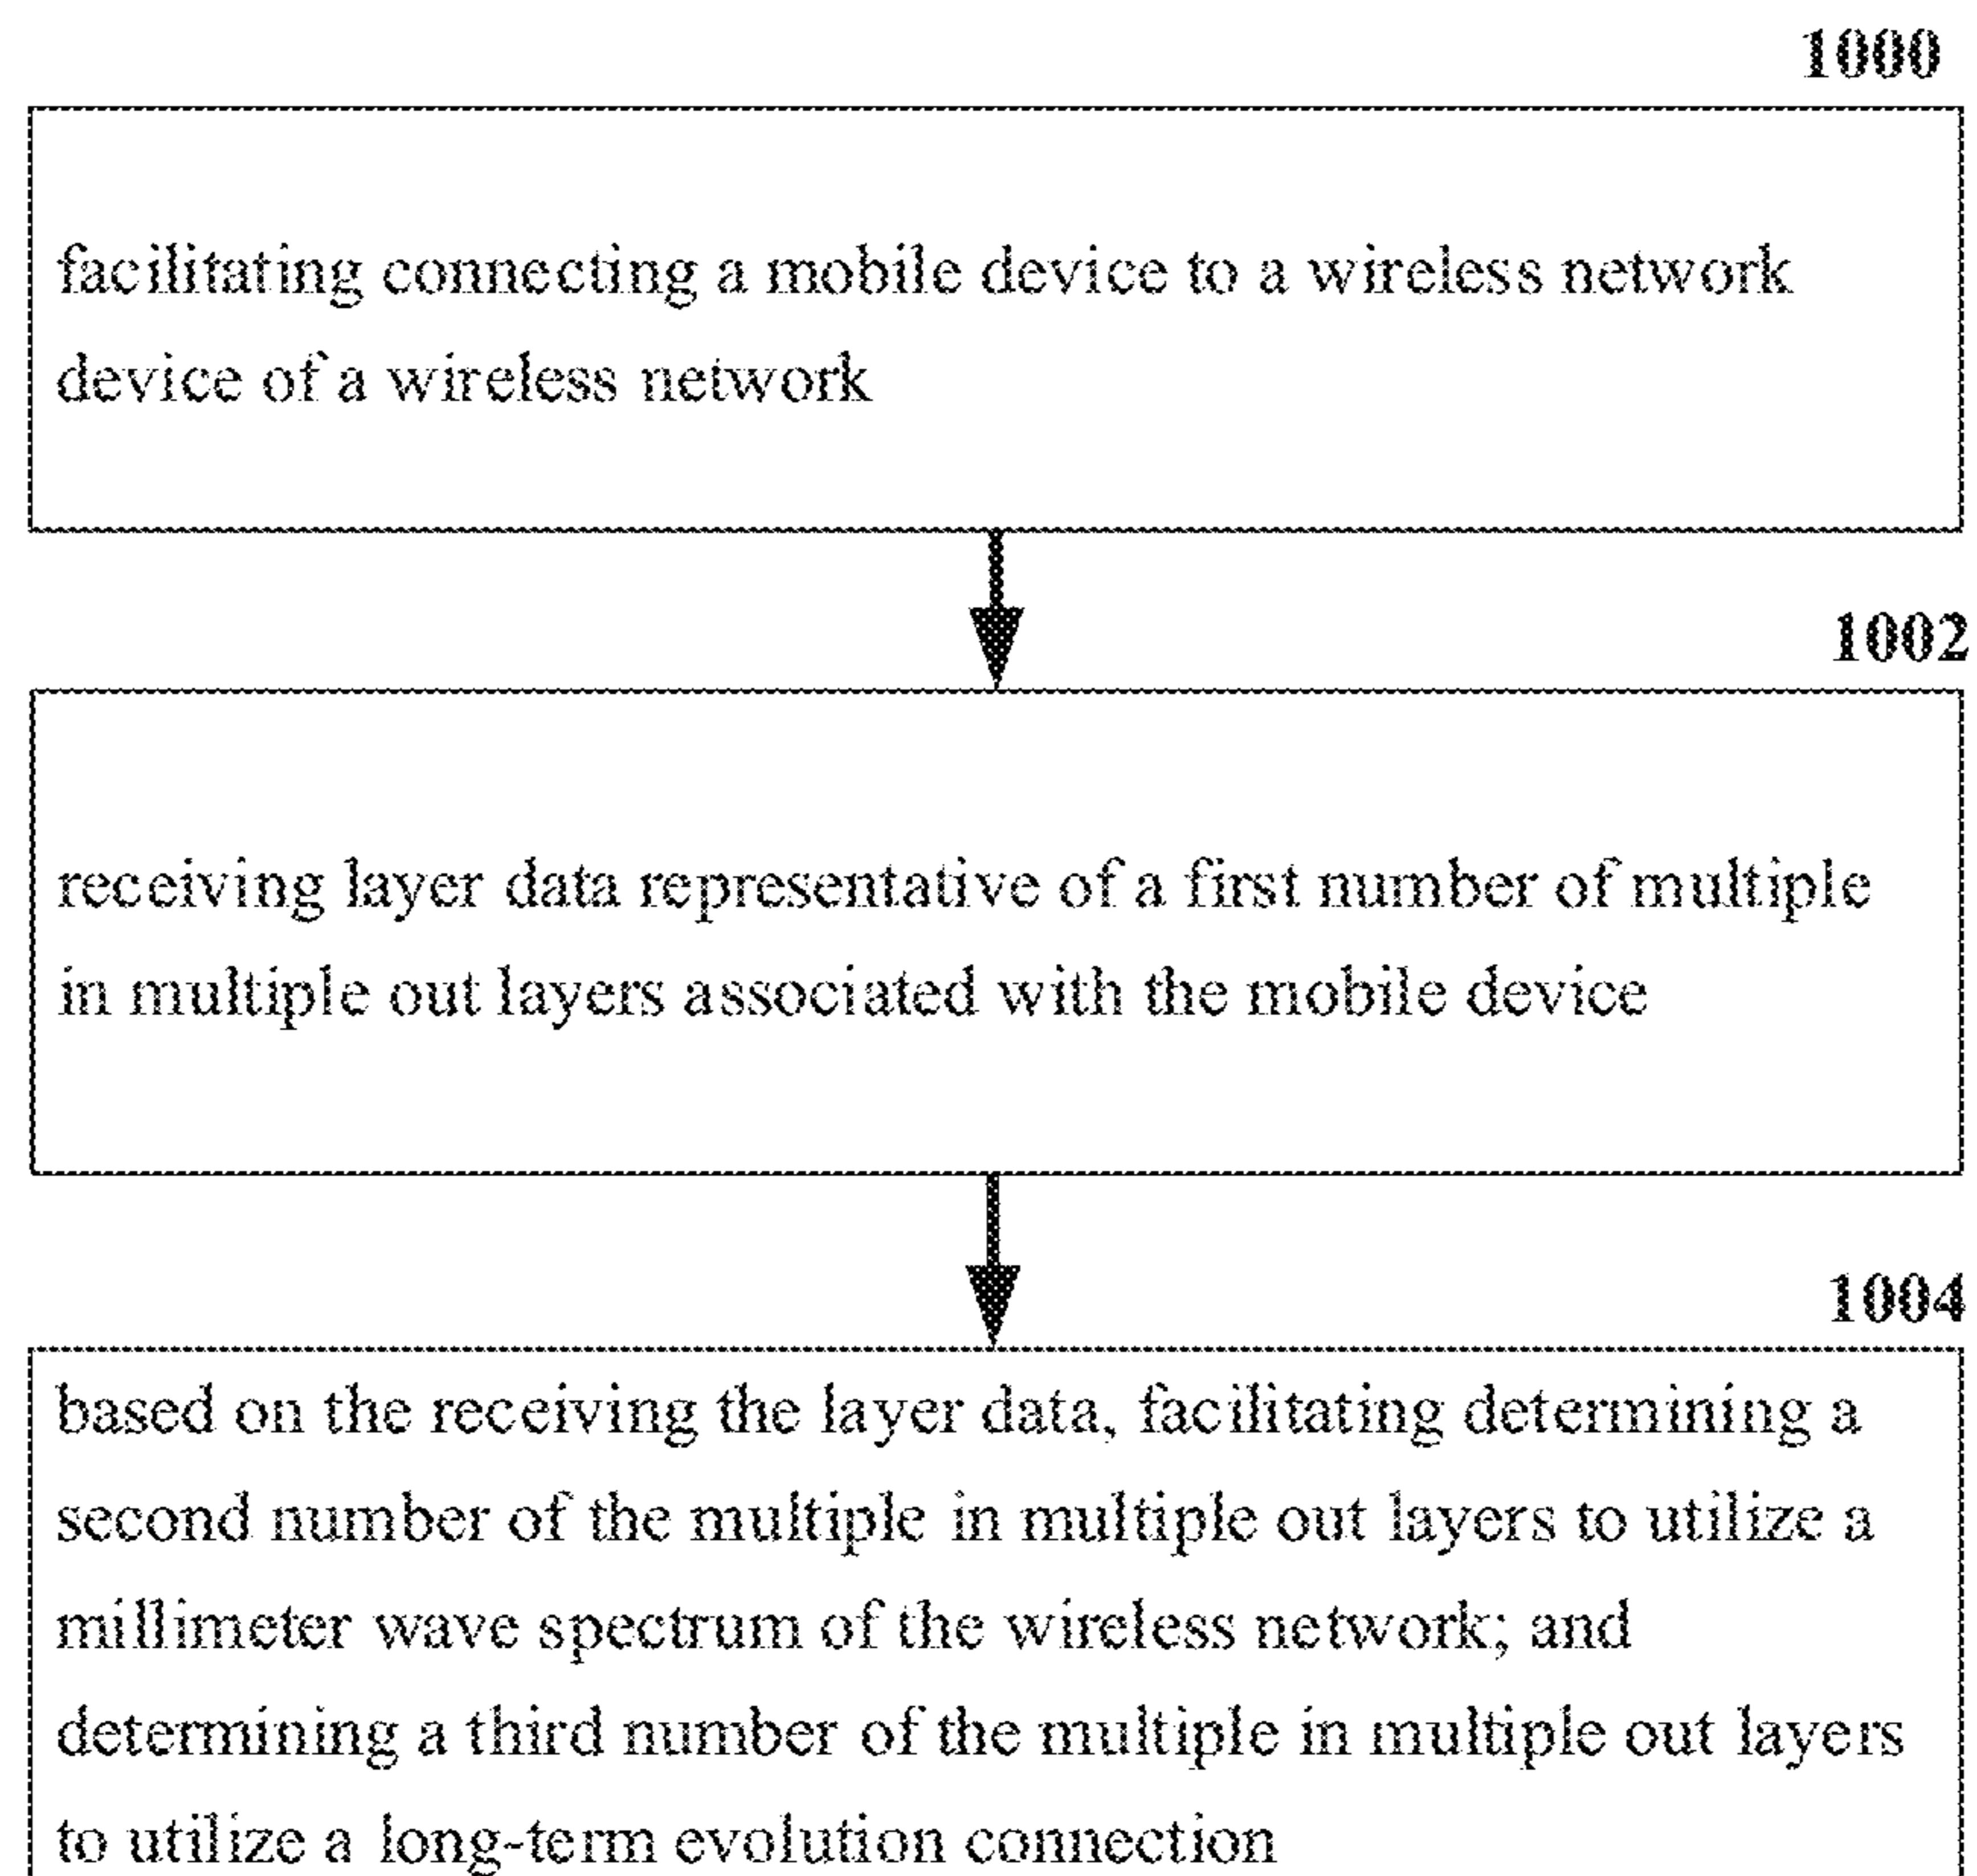 1000
facilitating connecting a mobile device to a wireless network
device of a wireless network
1002
receiving layer data representative of a first number of multiple
in multiple out layers associated with the mobile device
1004
based on the receiving the layer data, facilitating determining a
second number of the multiple in multiple out layers to utilize a
millimeter wave spectrum of the wireless network; and
determining a third number of the multiple in multiple out layers
to utilize a long-term evolution connection